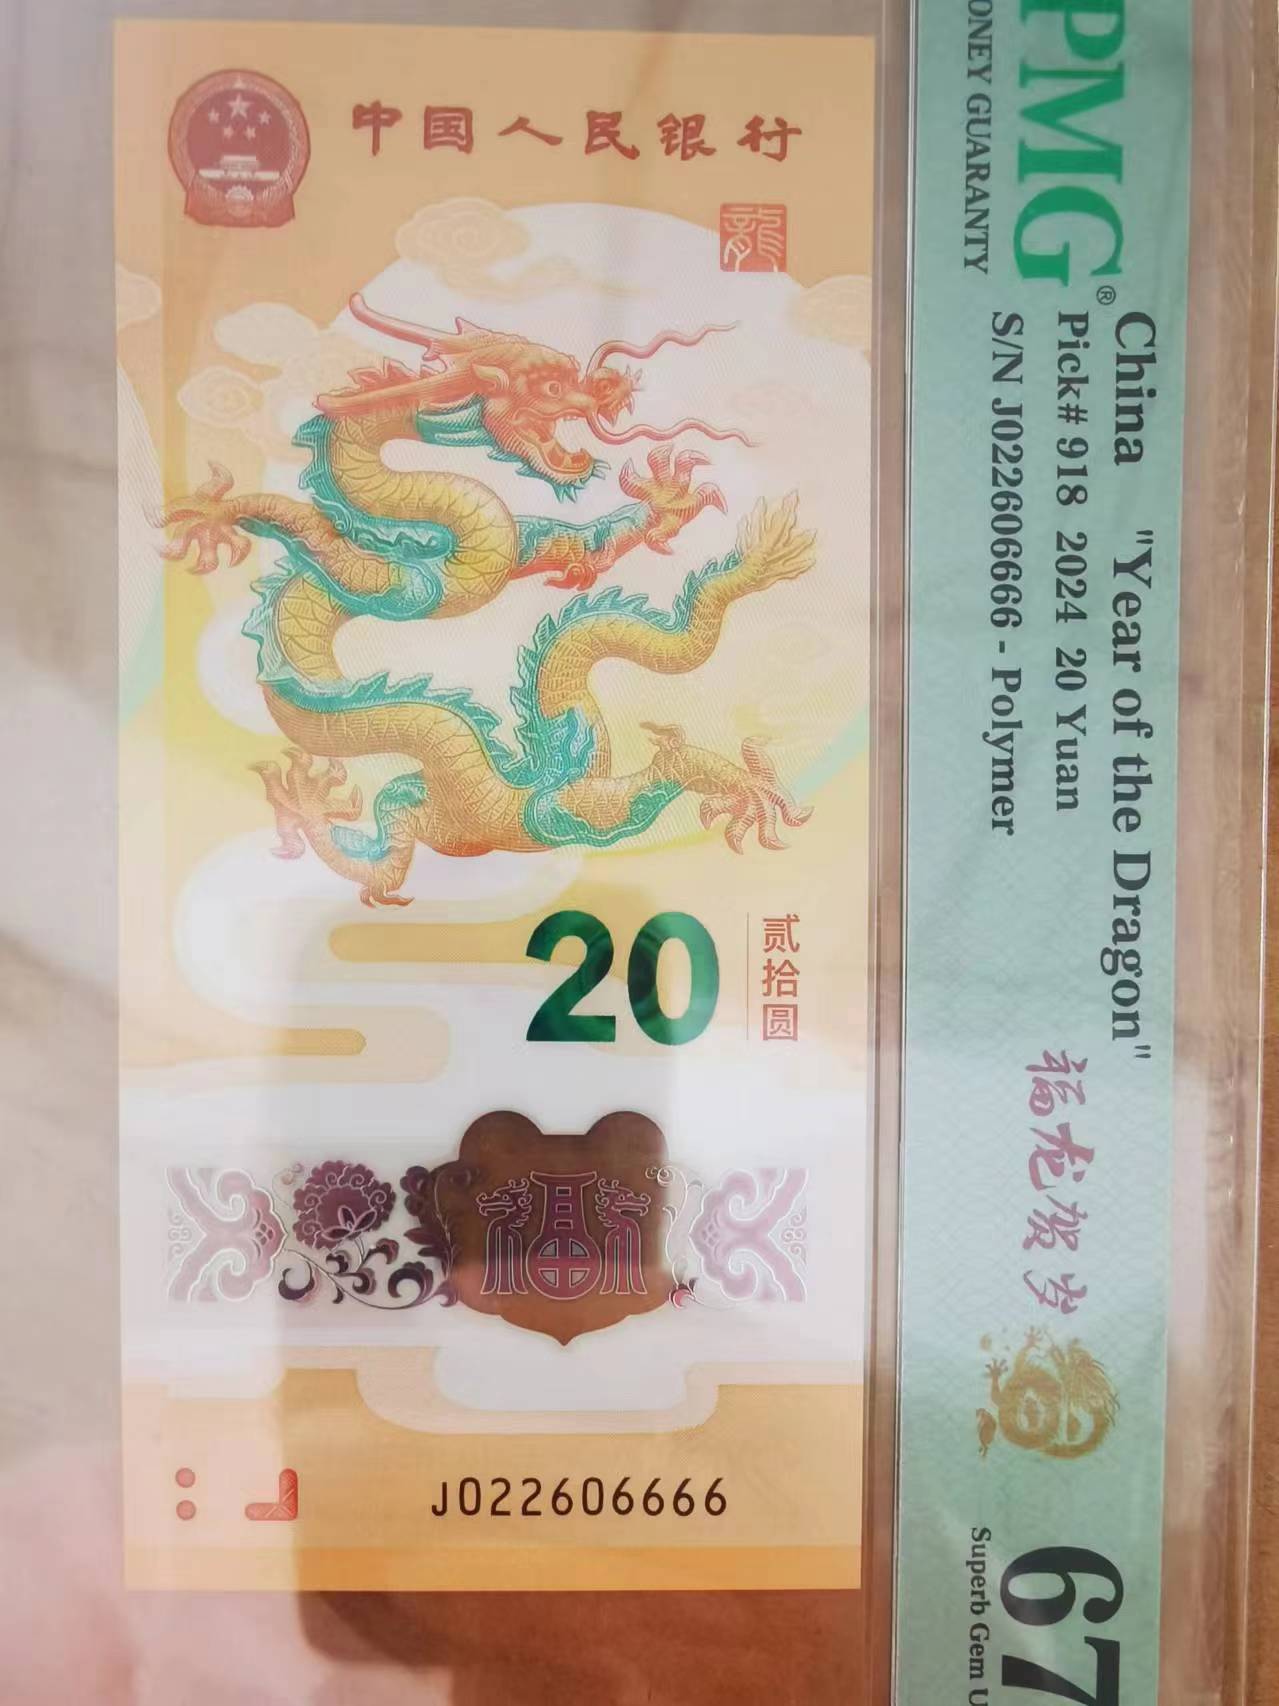 中国人民银行
龍
20
贰拾圆
福
J022606666
PMG®
ONEY GUARANTY
China "Year of the Dragon"
Pick# 918 2024 20 Yuan
S/N J022606666 - Polymer
福龙贺岁
67
Superb Gem U